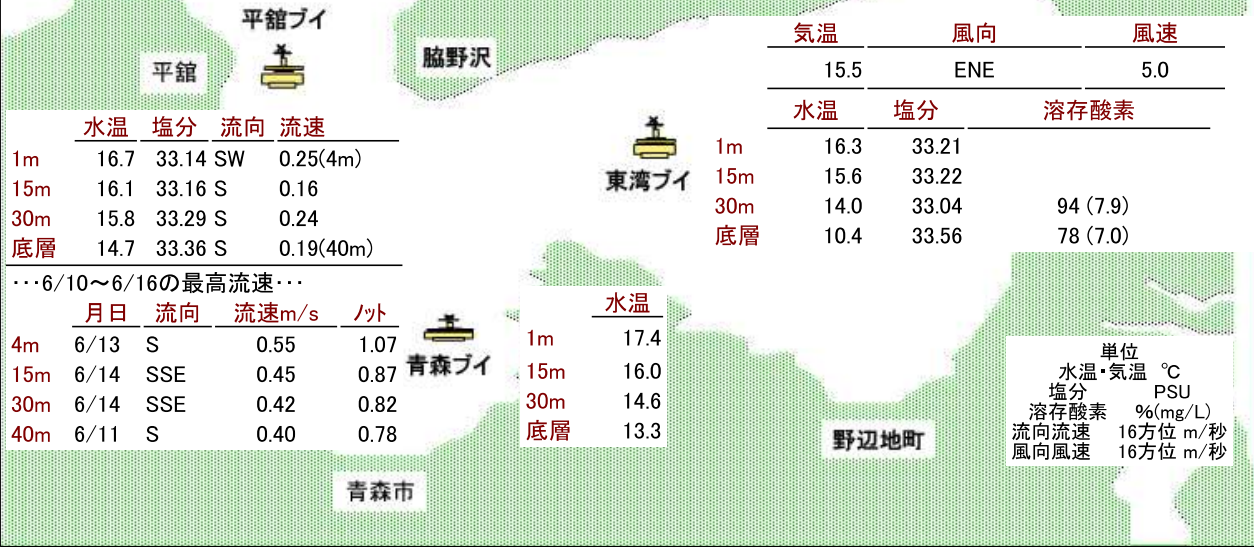 平舘ブイ
平舘
脇野沢
気温 風向 風速
15.5 ENE 5.0
水温 塩分 溶存酸素
1m 16.3 33.21
15m 15.6 33.22
30m 14.0 33.04 94 (7.9)
底層 10.4 33.56 78 (7.0)
東湾ブイ
水温 塩分 流向 流速
1m 16.7 33.14 SW 0.25(4m)
15m 16.1 33.16 S 0.16
30m 15.8 33.29 S 0.24
底層 14.7 33.36 S 0.19(40m)
･･･6/10～6/16の最高流速･･･
月日 流向 流速m/s ﾉｯﾄ
4m 6/13 S 0.55 1.07
15m 6/14 SSE 0.45 0.87
30m 6/14 SSE 0.42 0.82
40m 6/11 S 0.40 0.78
青森ブイ
水温
1m 17.4
15m 16.0
30m 14.6
底層 13.3
単位
水温・気温 ℃
塩分 PSU
溶存酸素 %(mg/L)
流向流速 16方位 m/秒
風向風速 16方位 m/秒
野辺地町
青森市